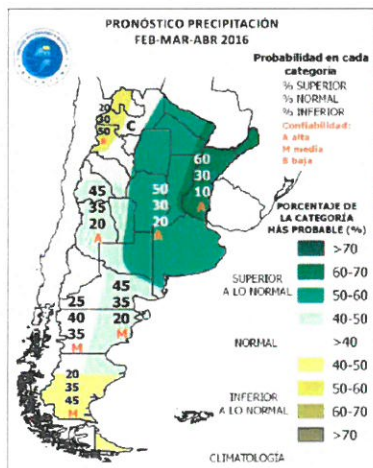 PRONÓSTICO PRECIPITACIÓN
FEB-MAR-ABR 2016
Probabilidad en cada
categoría
% SUPERIOR
% NORMAL
% INFERIOR
Confiabilidad:
A alta
M media
B baja
20
30
50
B
C
60
30
10
A
45
35
20
A
50
30
20
A
45
35
20
M
25
40
35
M
20
35
45
M
PORCENTAJE DE
LA CATEGORÍA
MÁS PROBABLE (%)
>70
60-70
SUPERIOR
A LO NORMAL
50-60
40-50
NORMAL
>40
40-50
INFERIOR
A LO NORMAL
50-60
60-70
>70
C
CLIMATOLOGÍA